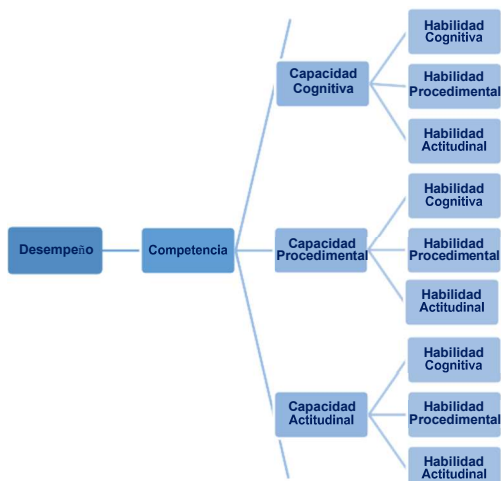 Habilidad
Cognitiva
Capacidad
Cognitiva
Habilidad
Procedimental
Habilidad
Actitudinal
Habilidad
Cognitiva
Desempeño
Competencia
Capacidad
Procedimental
Habilidad
Procedimental
Habilidad
Actitudinal
Habilidad
Cognitiva
Capacidad
Actitudinal
Habilidad
Procedimental
Habilidad
Actitudinal